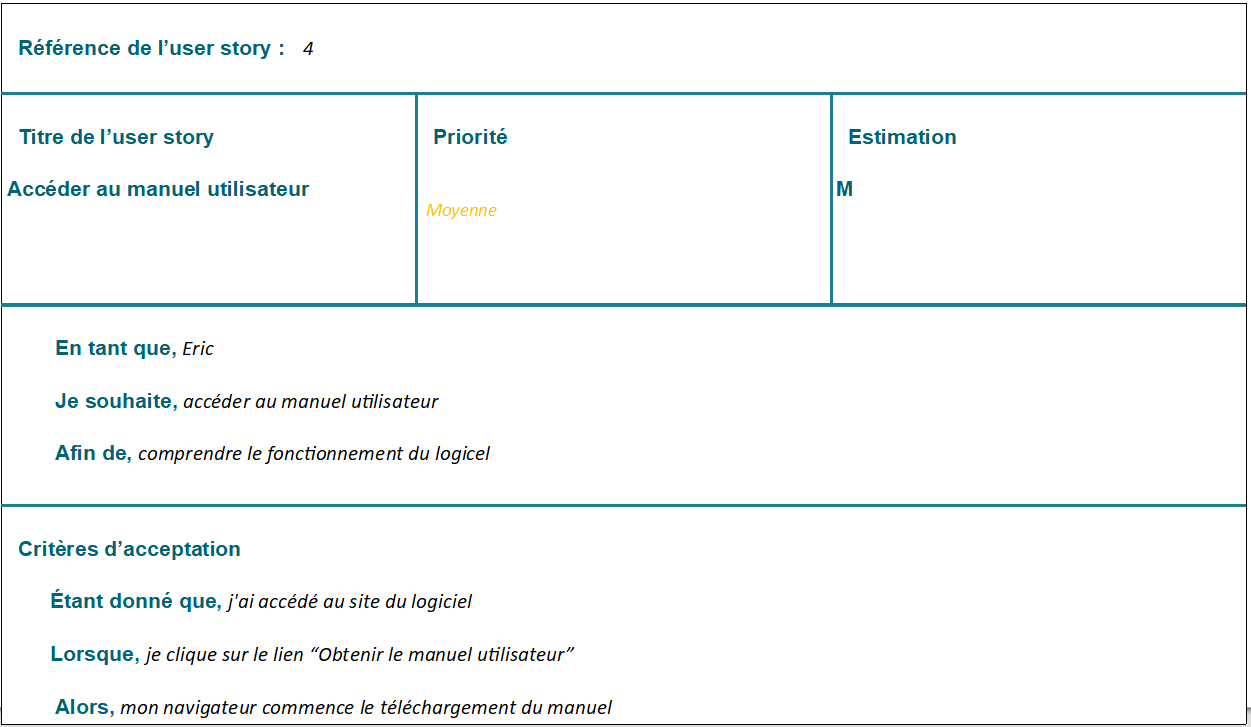 Référence de l’user story : 4
Titre de l’user story
Priorité
Estimation
Accéder au manuel utilisateur
Moyenne
M
En tant que, Eric
Je souhaite, accéder au manuel utilisateur
Afin de, comprendre le fonctionnement du logicel
Critères d’acceptation
Étant donné que, j'ai accédé au site du logiciel
Lorsque, je clique sur le lien “Obtenir le manuel utilisateur”
Alors, mon navigateur commence le téléchargement du manuel